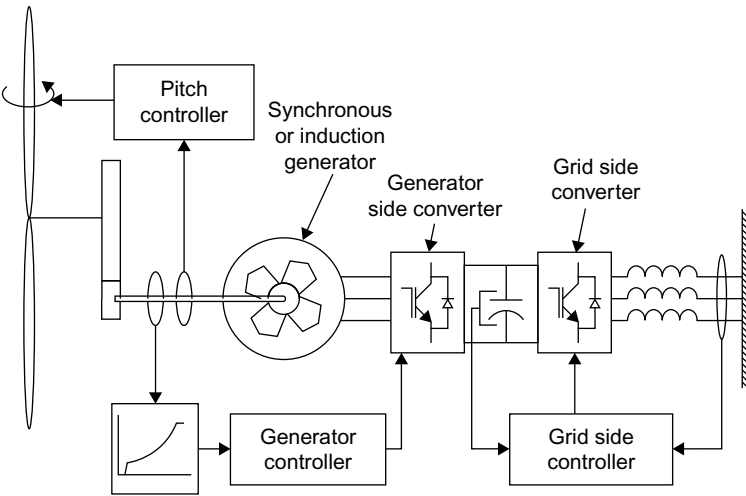 Pitch
controller
Synchronous
or induction
generator
Generator
side converter
Grid side
converter
Generator
controller
Grid side
controller